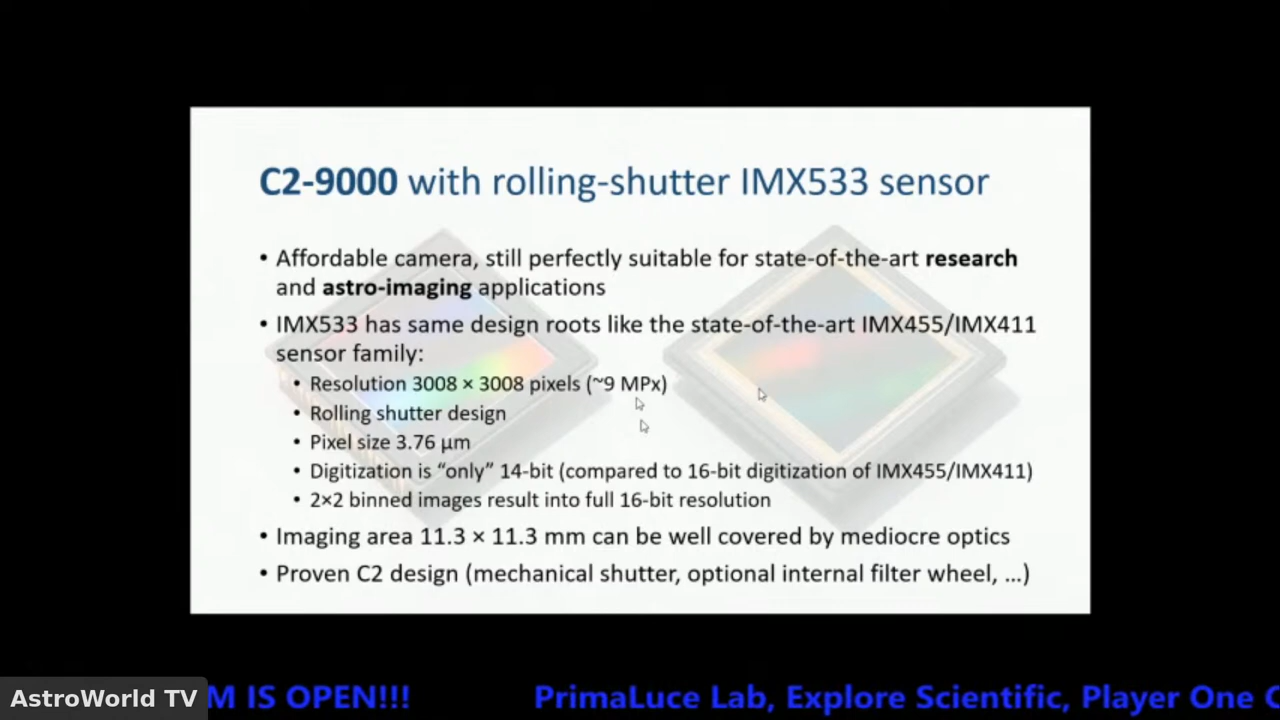 C2-9000 with rolling-shutter IMX533 sensor
• Affordable camera, still perfectly suitable for state-of-the-art research
and astro-imaging applications
• IMX533 has same design roots like the state-of-the-art IMX455/IMX411
sensor family:
• Resolution 3008 × 3008 pixels (~9 MPx)
• Rolling shutter design
• Pixel size 3.76 µm
• Digitization is “only” 14-bit (compared to 16-bit digitization of IMX455/IMX411)
• 2×2 binned images result into full 16-bit resolution
• Imaging area 11.3 × 11.3 mm can be well covered by mediocre optics
• Proven C2 design (mechanical shutter, optional internal filter wheel, ...)
AstroWorld TV M IS OPEN!!! PrimaLuce Lab, Explore Scientific, Player One